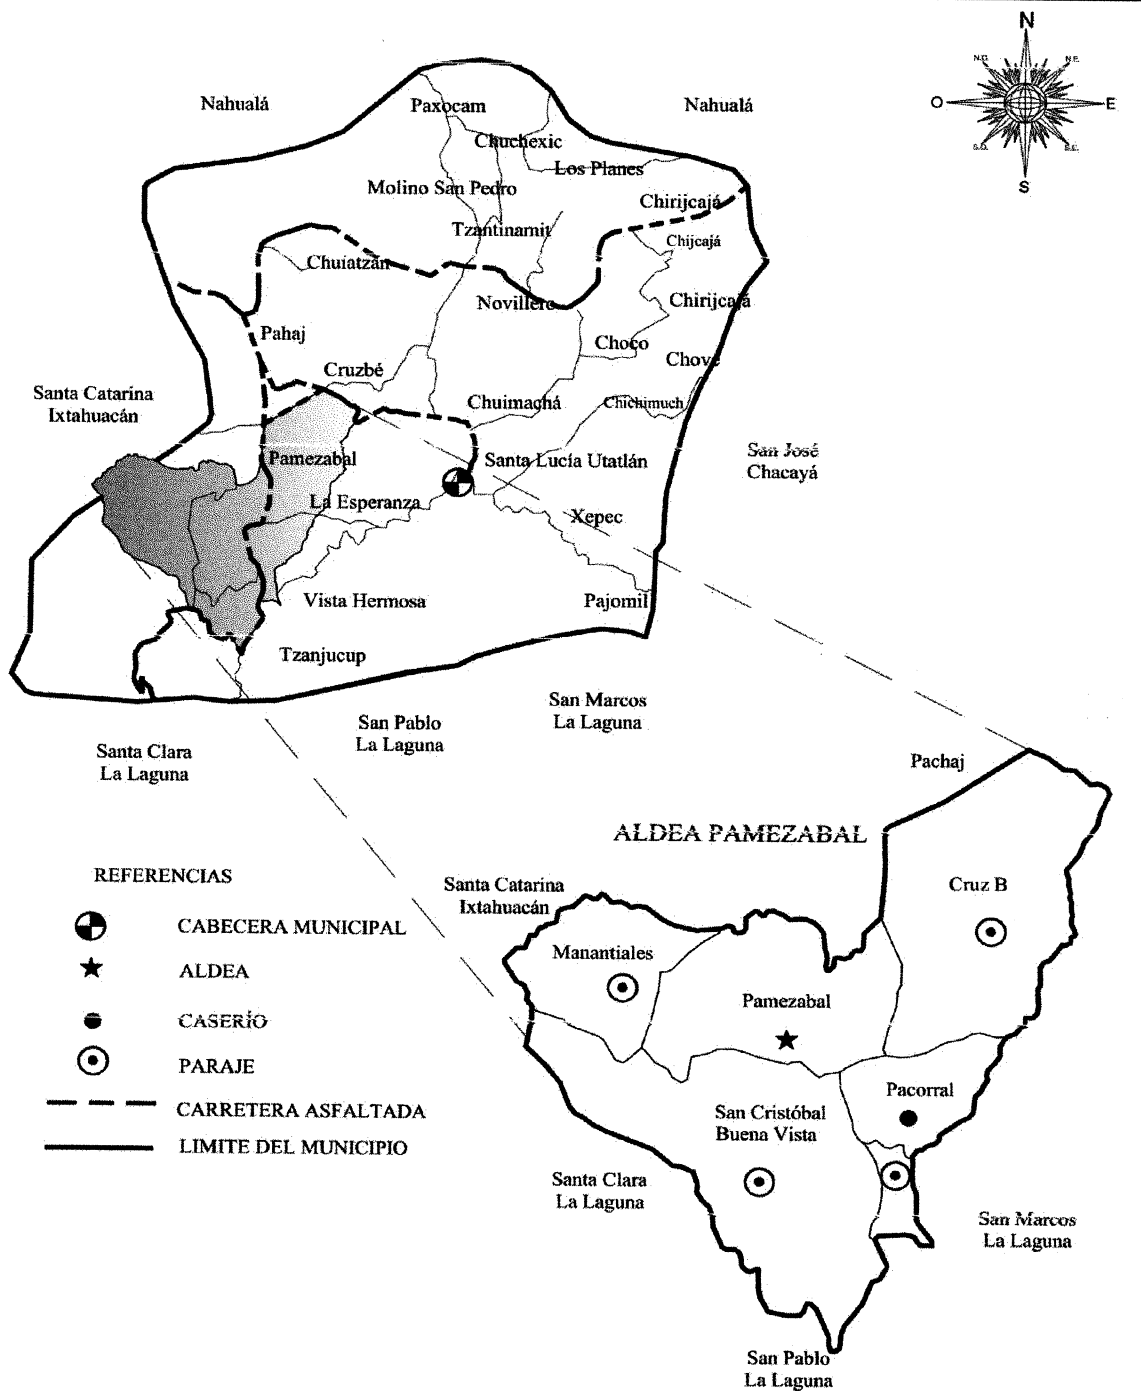 N
N.O.
N.E.
O
E
S.O.
S.E.
S
Nahualá
Paxocam
Nahualá
Chuchexic
Los Planes
Molino San Pedro
Chirijcajá
Tzantinamit
Chijcajá
Chuiatzán
Novillero
Chirijcajá
Pahaj
Choco
Chove
Cruzbé
Santa Catarina
Ixtahuacán
Chuimachá
Chichimuch
Pamezabal
Santa Lucía Utatlán
San José
Chacayá
La Esperanza
Xepec
Vista Hermosa
Pajomil
Tzanjucup
San Marcos
La Laguna
San Pablo
La Laguna
Santa Clara
La Laguna
Pachaj
ALDEA PAMEZABAL
REFERENCIAS
CABECERA MUNICIPAL
ALDEA
CASERÍO
PARAJE
CARRETERA ASFALTADA
LIMITE DEL MUNICIPIO
Santa Catarina
Ixtahuacán
Cruz B
Manantiales
Pamezabal
Pacorral
San Cristóbal
Buena Vista
Santa Clara
La Laguna
San Marcos
La Laguna
San Pablo
La Laguna